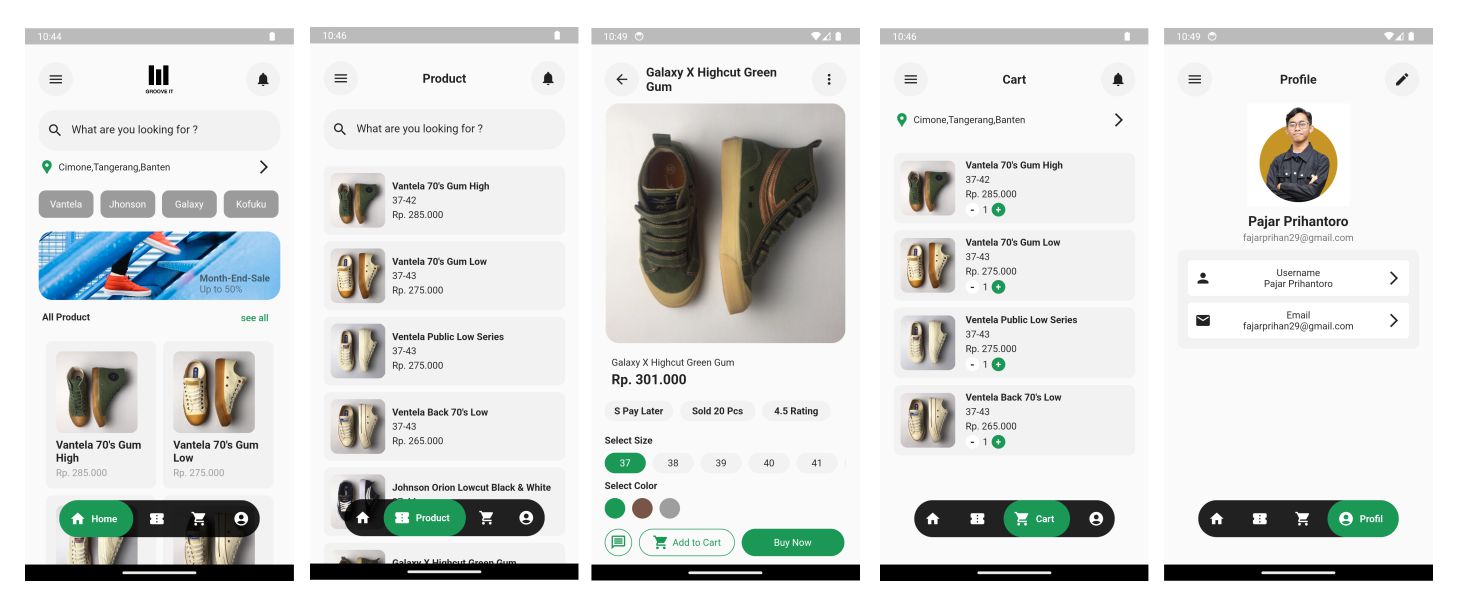 10:44
GROOVE IT
What are you looking for ?
Cimone,Tangerang,Banten
Vantela
Jhonson
Galaxy
Kofuku
Month-End-Sale
Up to 50%
All Product
see all
Vantela 70's Gum
High
Rp. 285.000
Vantela 70's Gum
Low
Rp. 275.000
Home
10:46
Product
What are you looking for ?
Vantela 70's Gum High
37-42
Rp. 285.000
Vantela 70's Gum Low
37-43
Rp. 275.000
Ventela Public Low Series
37-43
Rp. 275.000
Ventela Back 70's Low
37-43
Rp. 265.000
Johnson Orion Lowcut Black & White
Product
Galaxy X Highcut Green Gum
10:49
Galaxy X Highcut Green
Gum
Galaxy X Highcut Green Gum
Rp. 301.000
S Pay Later
Sold 20 Pcs
4.5 Rating
Select Size
37
38
39
40
41
Select Color
Add to Cart
Buy Now
10:46
Cart
Cimone,Tangerang,Banten
Vantela 70's Gum High
37-42
Rp. 285.000
- 1 +
Vantela 70's Gum Low
37-43
Rp. 275.000
- 1 +
Ventela Public Low Series
37-43
Rp. 275.000
- 1 +
Ventela Back 70's Low
37-43
Rp. 265.000
- 1 +
Cart
10:49
Profile
Pajar Prihantoro
fajarprihan29@gmail.com
Username
Pajar Prihantoro
Email
fajarprihan29@gmail.com
Profil